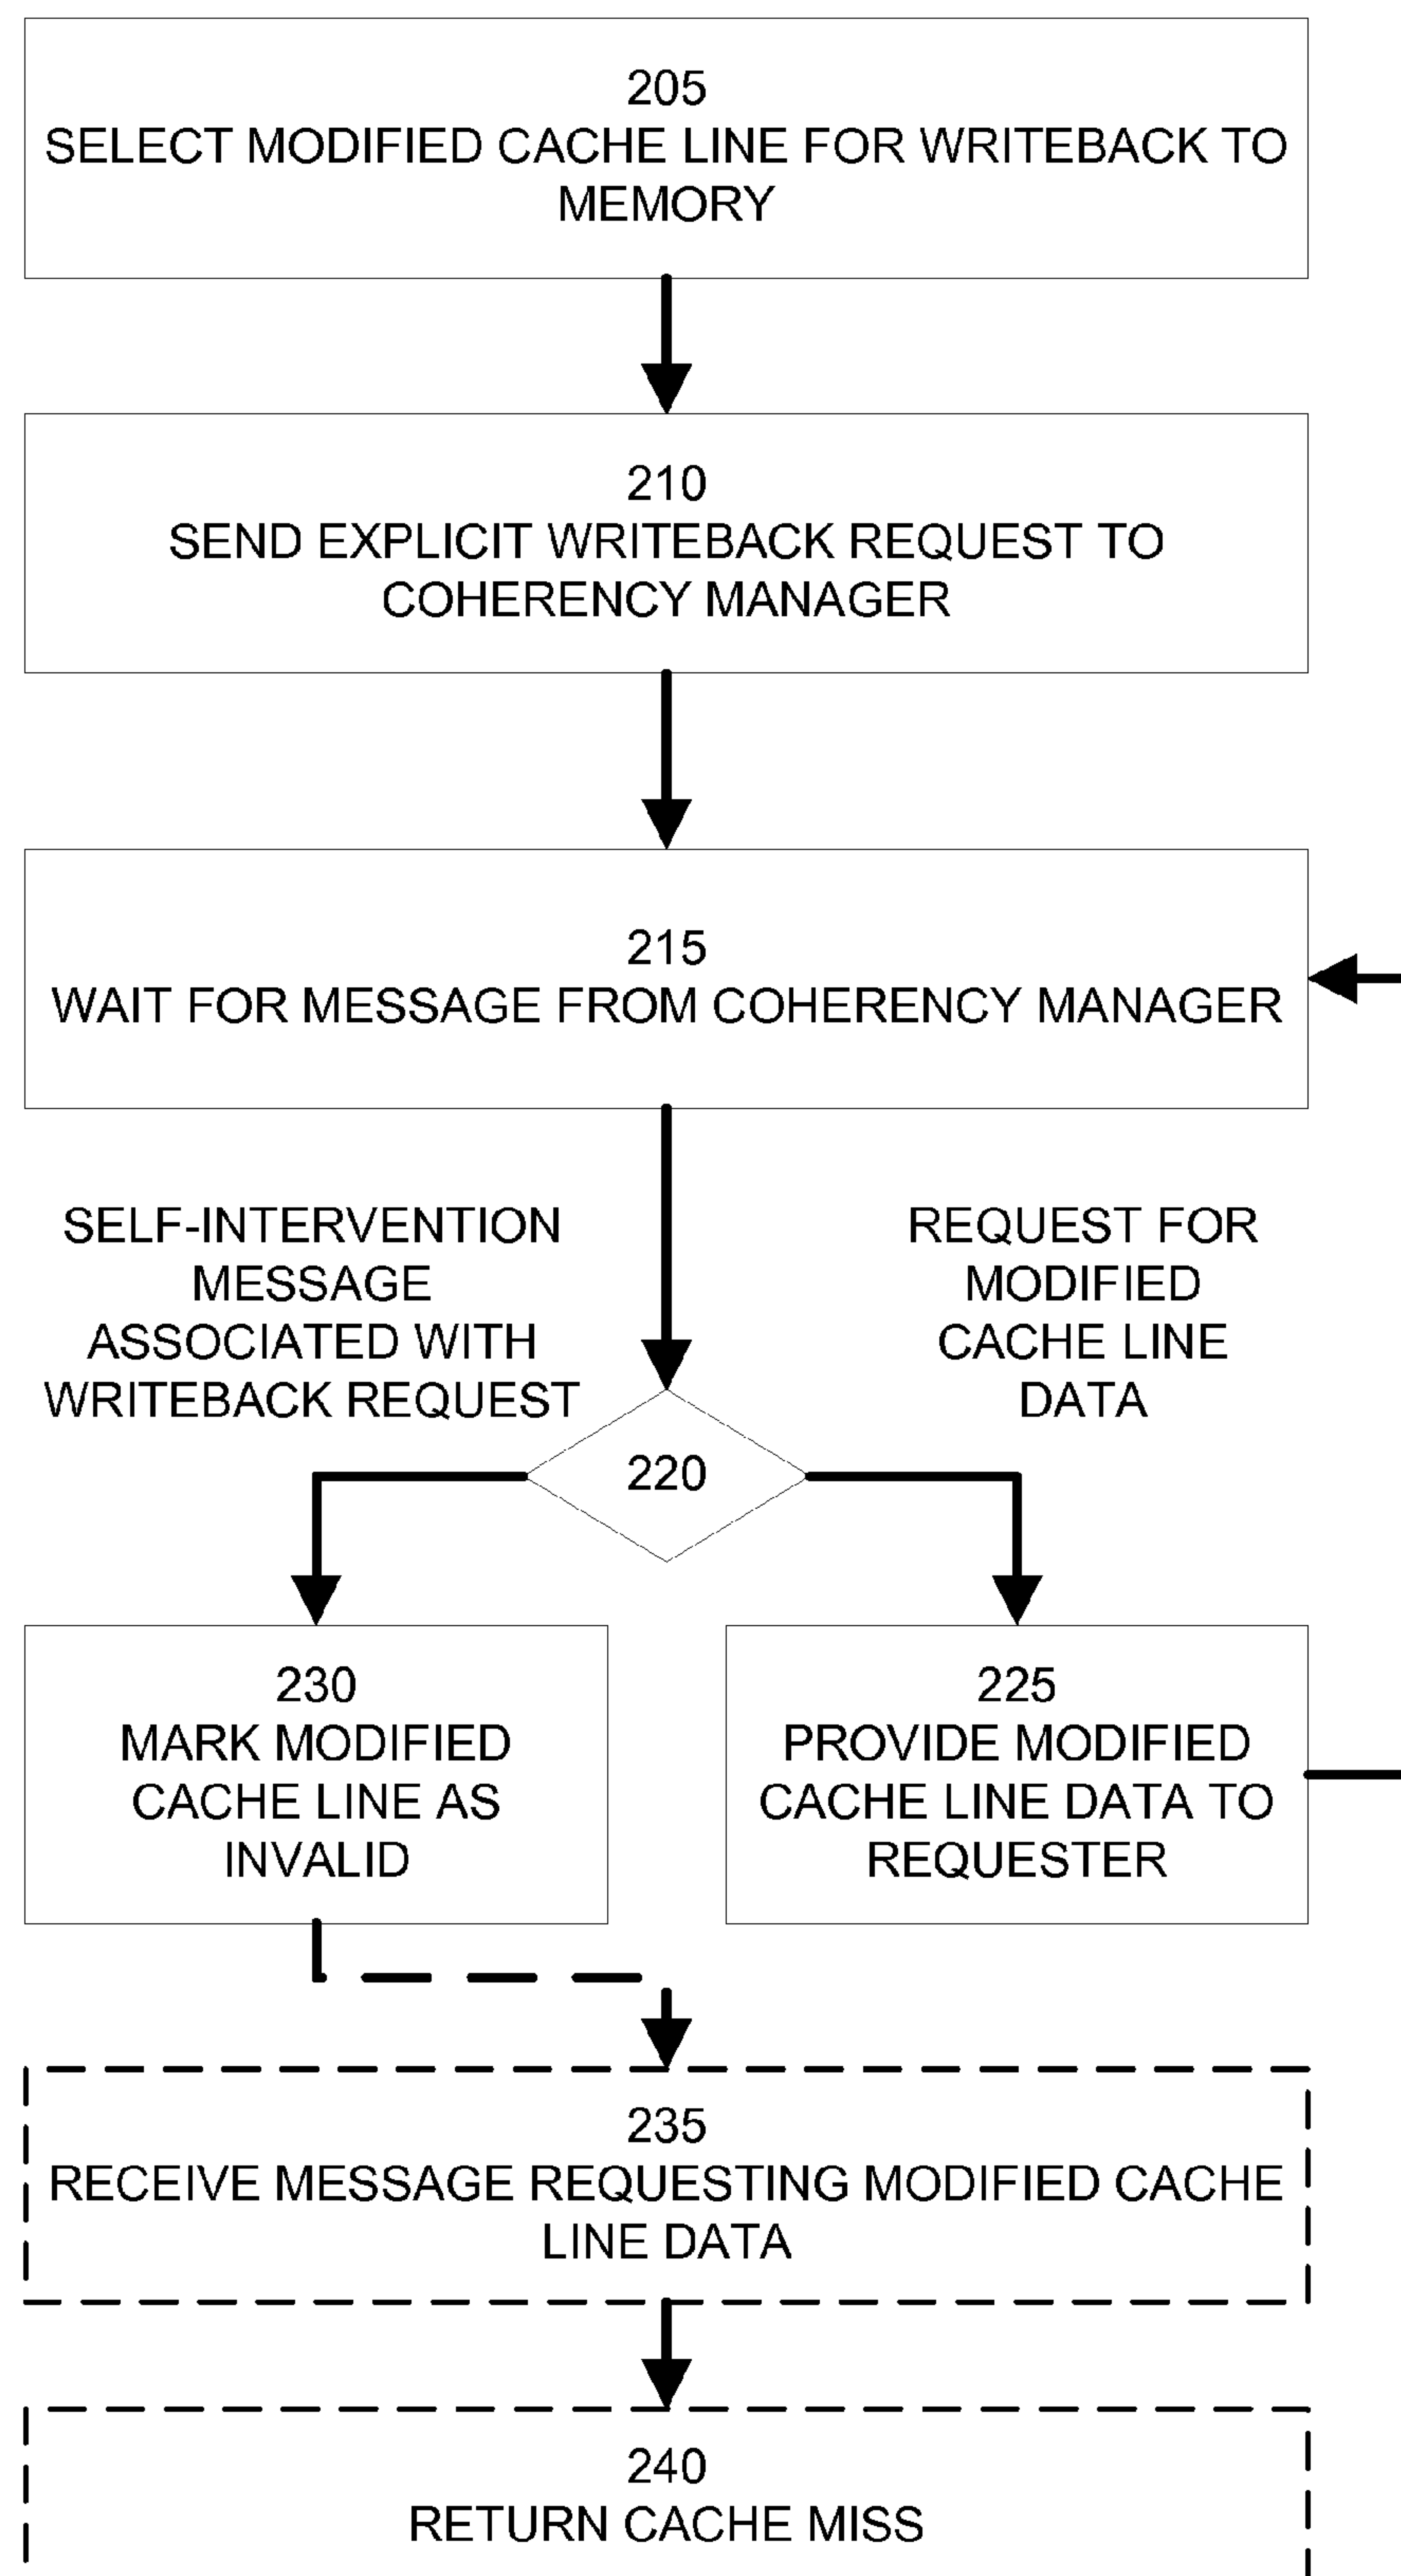 205
SELECT MODIFIED CACHE LINE FOR WRITEBACK TO
MEMORY
210
SEND EXPLICIT WRITEBACK REQUEST TO
COHERENCY MANAGER
215
WAIT FOR MESSAGE FROM COHERENCY MANAGER
SELF-INTERVENTION
MESSAGE
ASSOCIATED WITH
WRITEBACK REQUEST
REQUEST FOR
MODIFIED
CACHE LINE
DATA
220
230
MARK MODIFIED
CACHE LINE AS
INVALID
225
PROVIDE MODIFIED
CACHE LINE DATA TO
REQUESTER
235
RECEIVE MESSAGE REQUESTING MODIFIED CACHE
LINE DATA
240
RETURN CACHE MISS